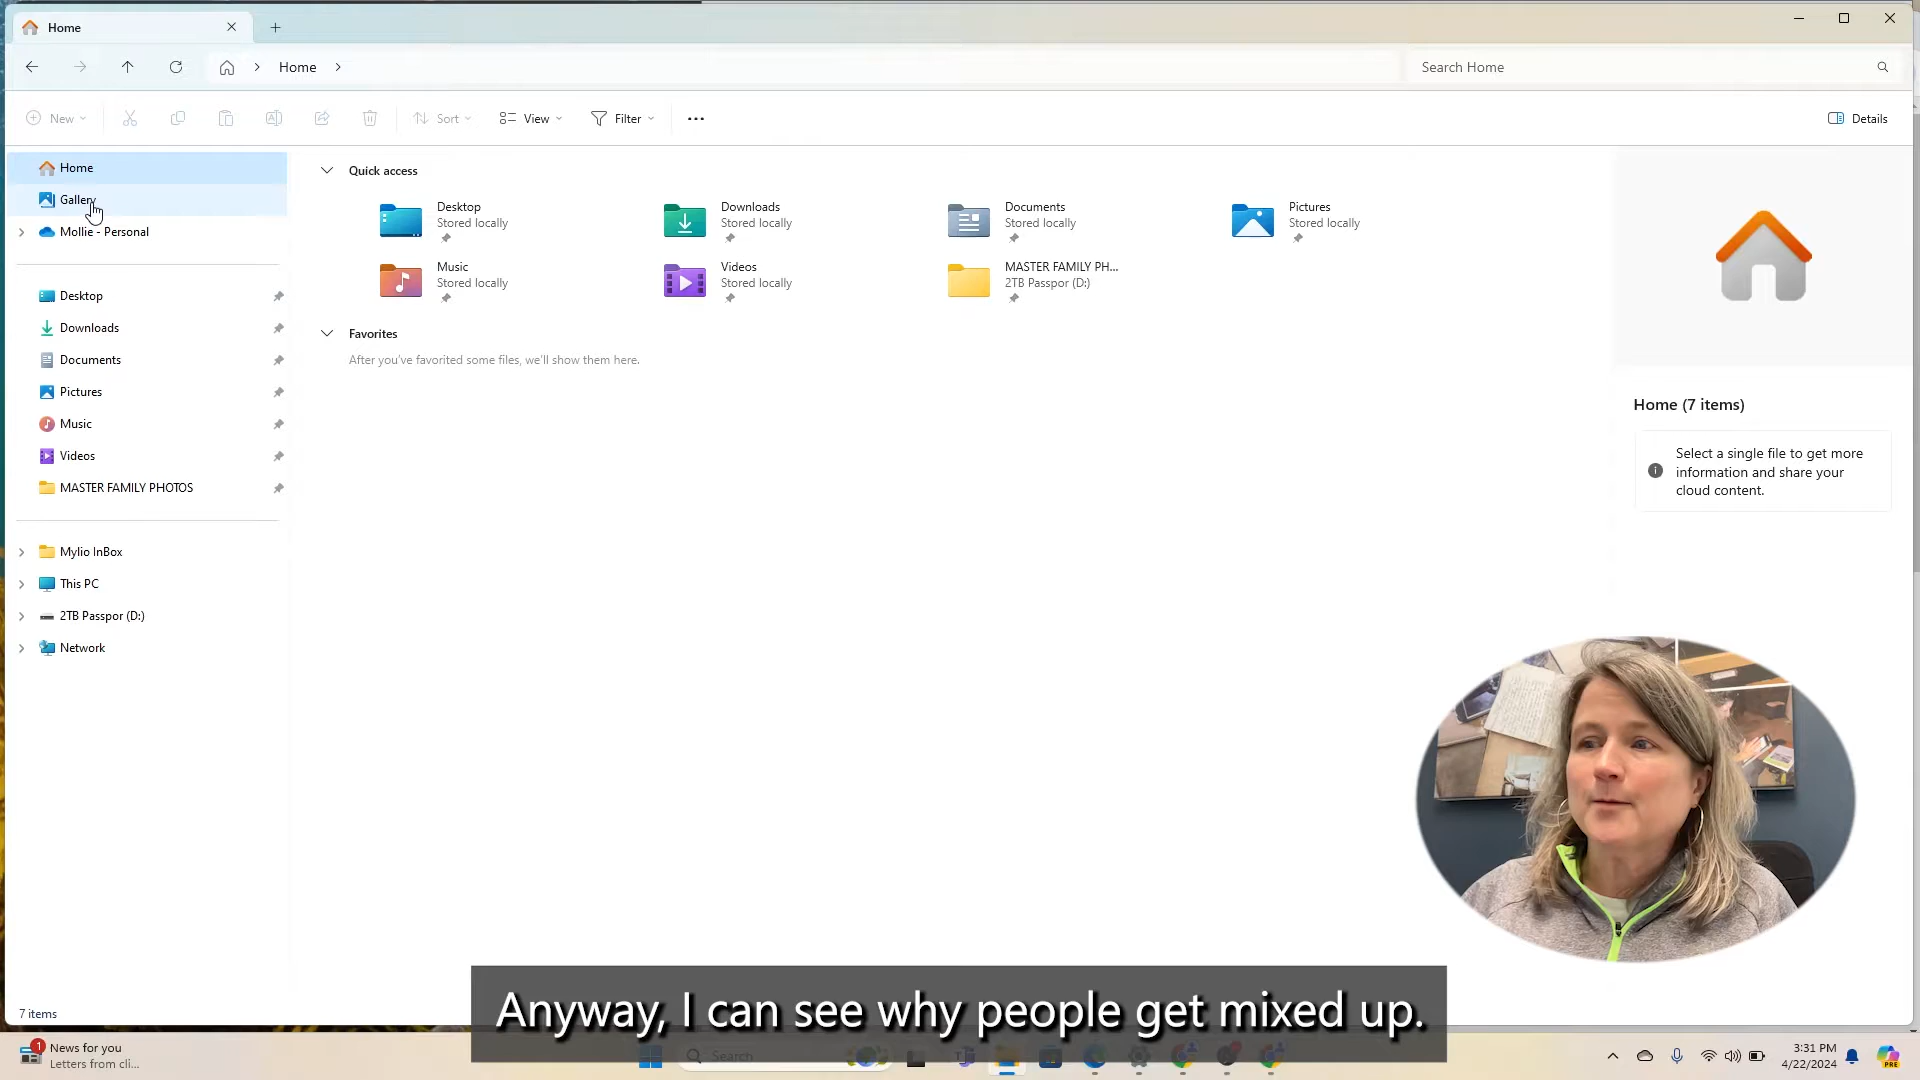 Home
Home
Search Home
New
Sort
View
Filter
Details
Home
Gallery
Mollie - Personal
Desktop
Downloads
Documents
Pictures
Music
Videos
MASTER FAMILY PHOTOS
Mylio InBox
This PC
2TB Passpor (D:)
Network
Quick access
Desktop
Stored locally
Downloads
Stored locally
Documents
Stored locally
Pictures
Stored locally
Music
Stored locally
Videos
Stored locally
MASTER FAMILY PH...
2TB Passpor (D:)
Favorites
After you've favorited some files, we'll show them here.
Home (7 items)
Select a single file to get more
information and share your
cloud content.
7 items
Anyway, I can see why people get mixed up.
1
News for you
Letters from cli...
Search
3:31 PM
4/22/2024
PRE